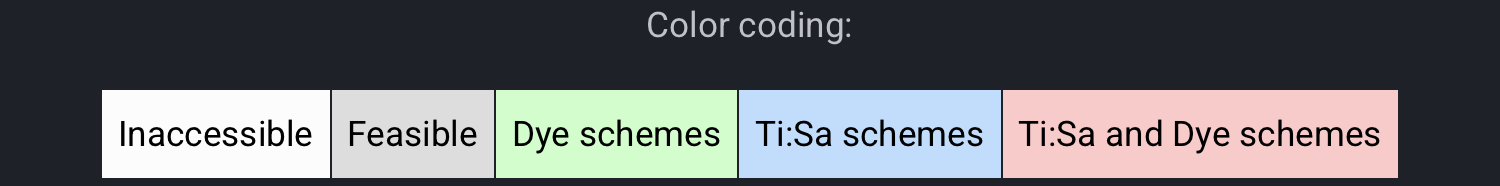 Color coding:
Inaccessible Feasible Dye schemes Ti:Sa schemes Ti:Sa and Dye schemes